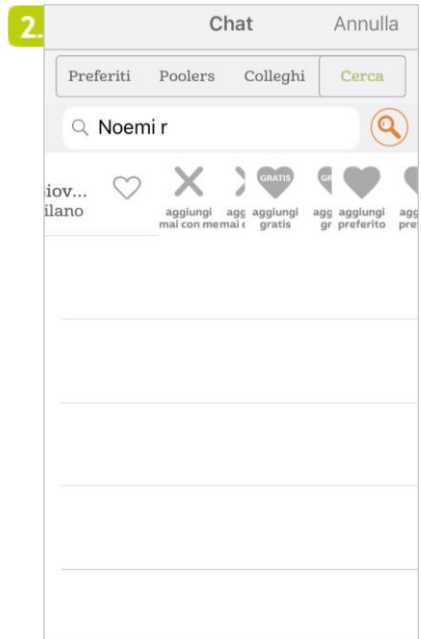 2.
Chat Annulla
Preferiti Poolers Colleghi Cerca
Noemi r
iov...
ilano
GRATIS GR
aggiungi agg aggiungi agg aggiungi agg
mai con me mai c gratis gr preferito pre